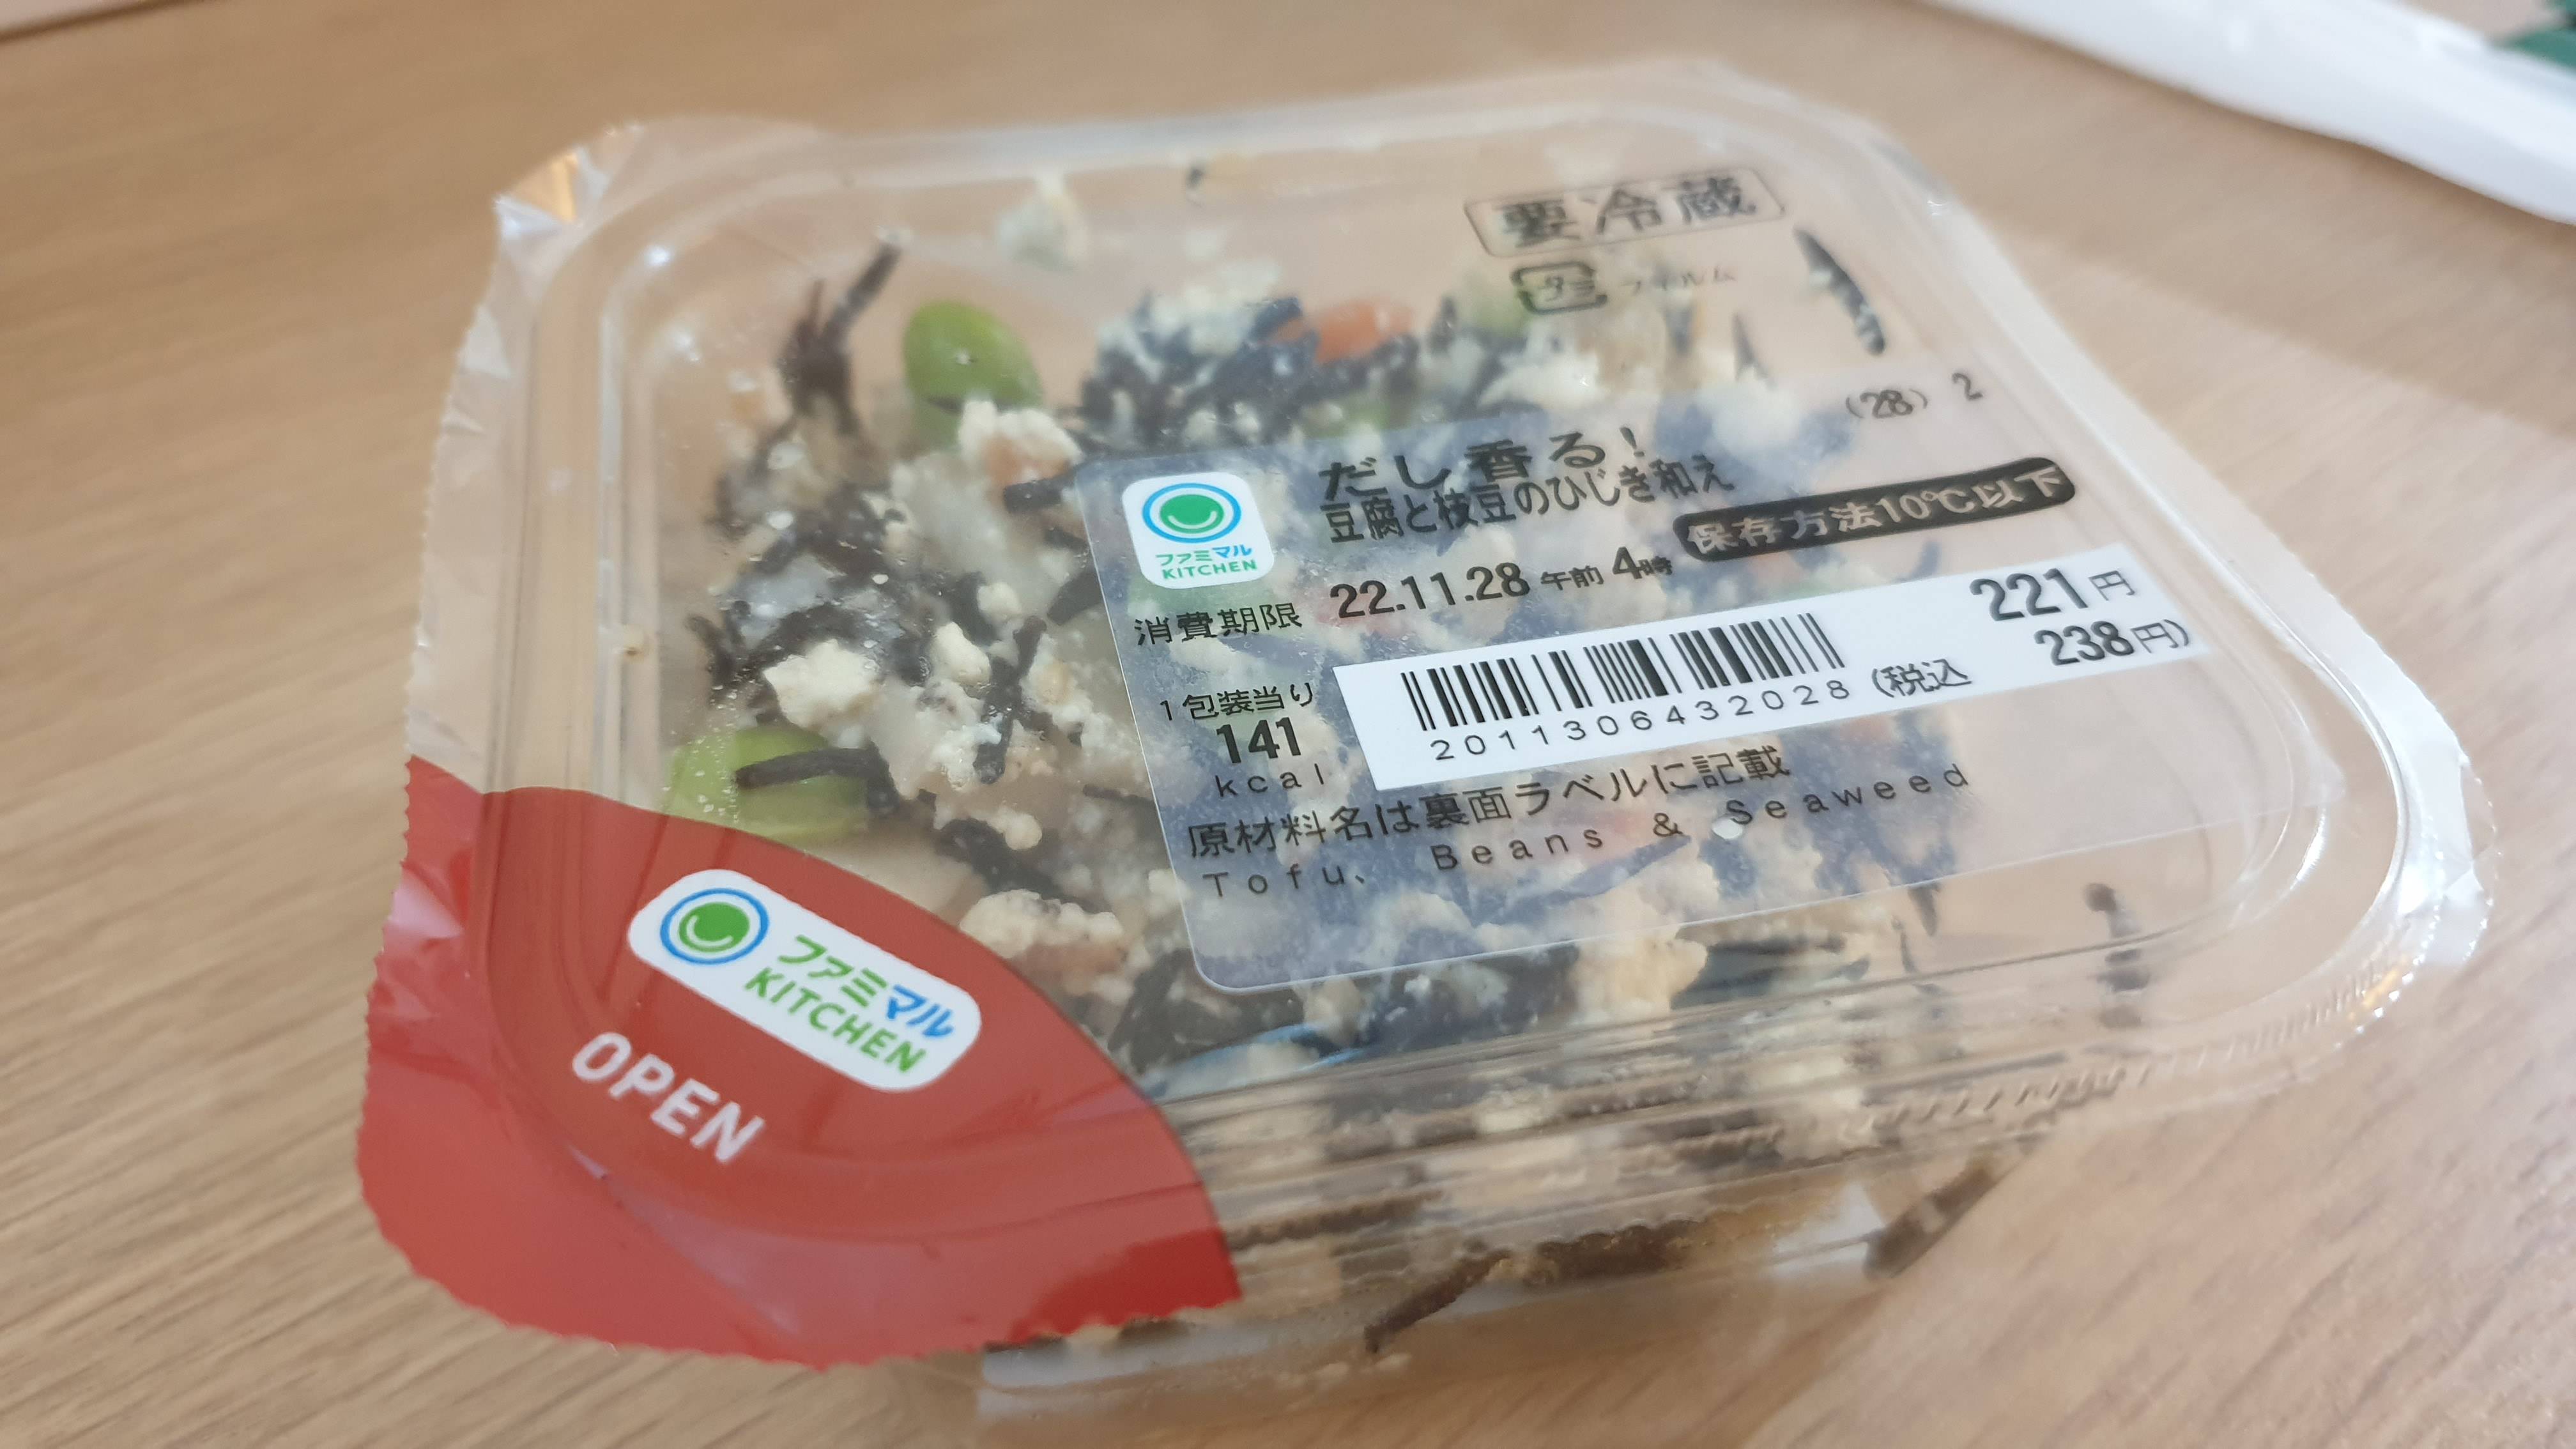 要冷蔵
プラ フィルム
(28) 2
だし香る!
豆腐と枝豆のひじき和え
ファミマル
KITCHEN
保存方法10℃以下
消費期限 22.11.28 午前 4時
221円
(税込 238円)
1包装当り
141
kcal
2011306432028
原材料名は裏面ラベルに記載
Tofu、 Beans & Seaweed
ファミマル
KITCHEN
OPEN